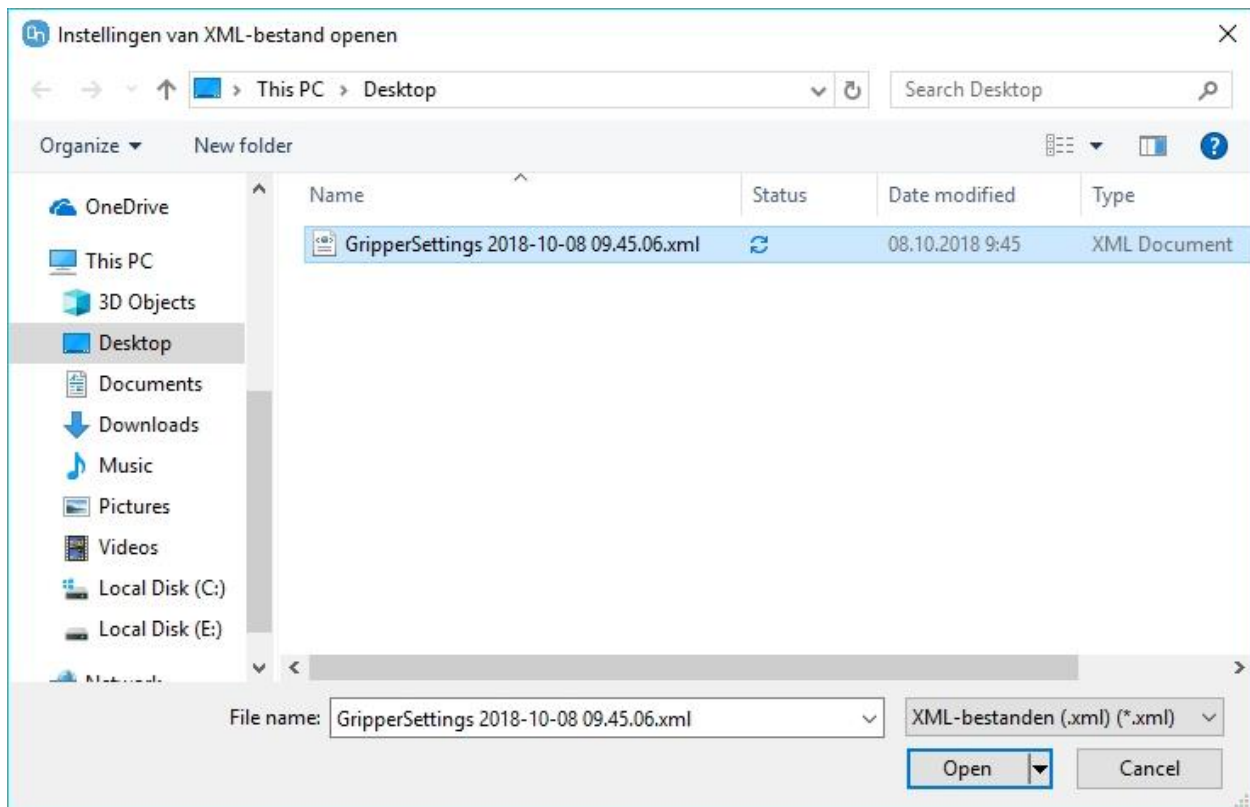 Instellingen van XML-bestand openen
This PC > Desktop
Search Desktop
Organize
New folder
Name
Status
Date modified
Type
OneDrive
GripperSettings 2018-10-08 09.45.06.xml
08.10.2018 9:45
XML Document
This PC
3D Objects
Desktop
Documents
Downloads
Music
Pictures
Videos
Local Disk (C:)
Local Disk (E:)
Network
File name:
GripperSettings 2018-10-08 09.45.06.xml
XML-bestanden (.xml) (*.xml)
Open
Cancel